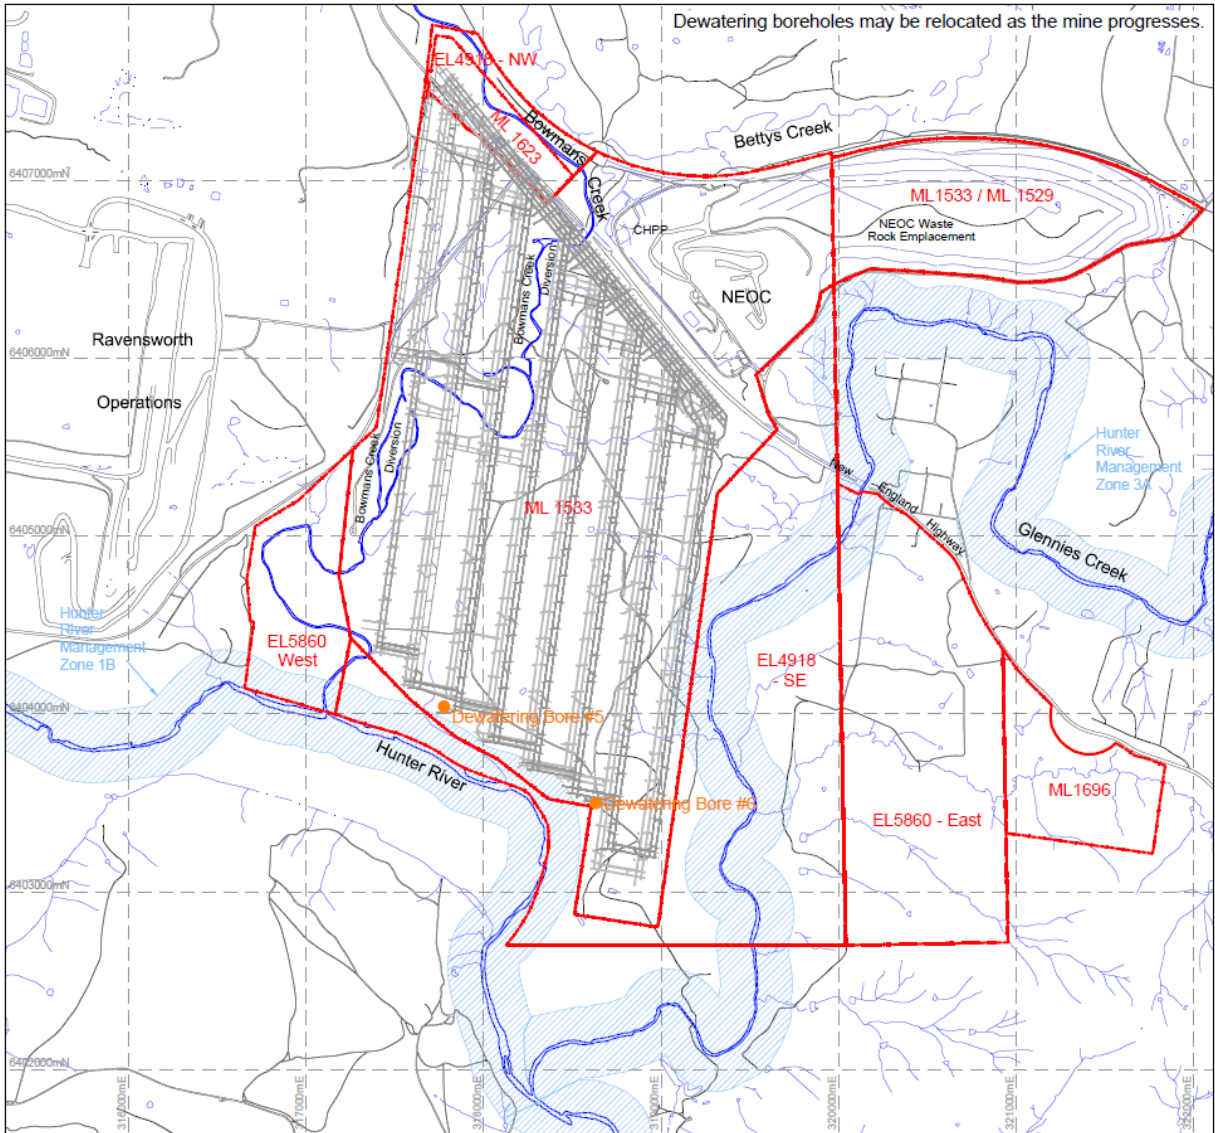 Dewatering boreholes may be relocated as the mine progresses.
EL4918 - NW
ML 1623
Bowmans
Creek
Bettys Creek
6407000mN
ML1533 / ML 1529
NEOC Waste
Rock Emplacement
CHPP
Bowmans Creek
Diversion
NEOC
Ravensworth
Operations
6406000mN
Bowmans Creek
Diversion
Hunter
River
Management
Zone 3A
New
England
Highway
ML 1533
6405000mN
Glennies Creek
Hunter
River
Management
Zone 1B
EL5860
West
EL4918
- SE
6404000mN
Dewatering Bore #5
Hunter River
Dewatering Bore #6
ML1696
EL5860 - East
6403000mN
6402000mN
316000mE
317000mE
318000mE
319000mE
320000mE
321000mE
322000mE